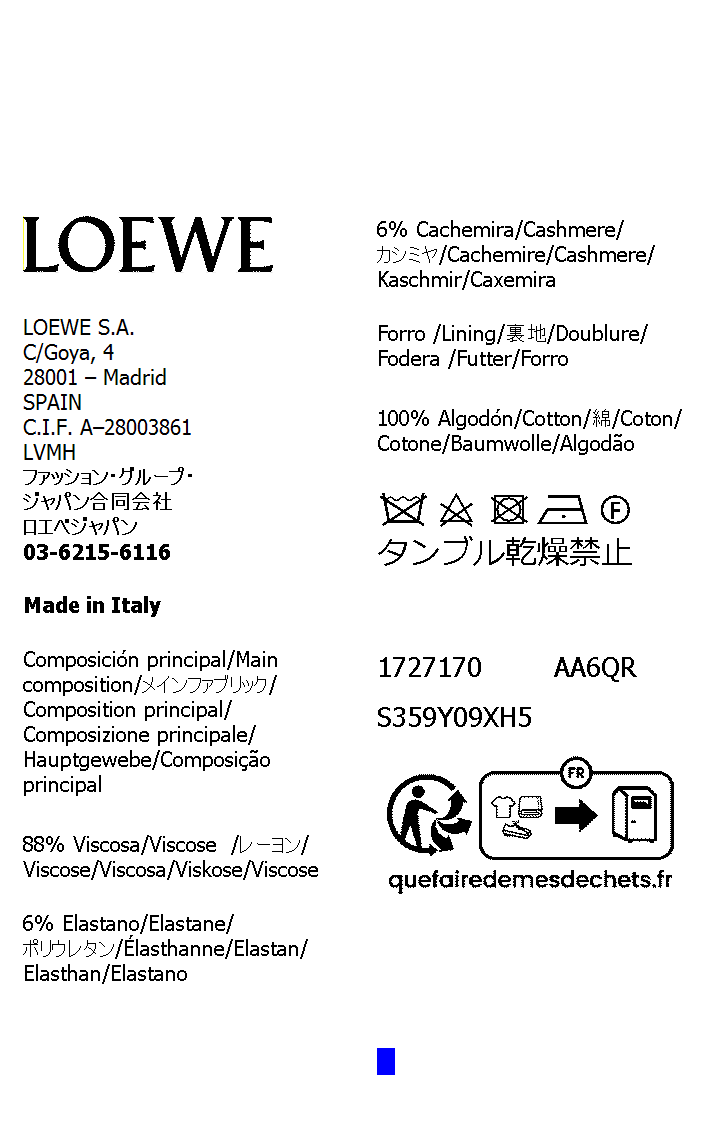 LOEWE
LOEWE S.A.
C/Goya, 4
28001 – Madrid
SPAIN
C.I.F. A–28003861
LVMH
ファッション・グループ・
ジャパン合同会社
ロエベジャパン
03-6215-6116
Made in Italy
Composición principal/Main
composition/メインファブリック/
Composition principal/
Composizione principale/
Hauptgewebe/Composição
principal
88% Viscosa/Viscose /レーヨン/
Viscose/Viscosa/Viskose/Viscose
6% Elastano/Elastane/
ポリウレタン/Élasthanne/Elastan/
Elasthan/Elastano
6% Cachemira/Cashmere/
カシミヤ/Cachemire/Cashmere/
Kaschmir/Caxemira
Forro /Lining/裏地/Doublure/
Fodera /Futter/Forro
100% Algodón/Cotton/綿/Coton/
Cotone/Baumwolle/Algodão
F
タンブル乾燥禁止
1727170 AA6QR
S359Y09XH5
FR
quefairedemesdechets.fr